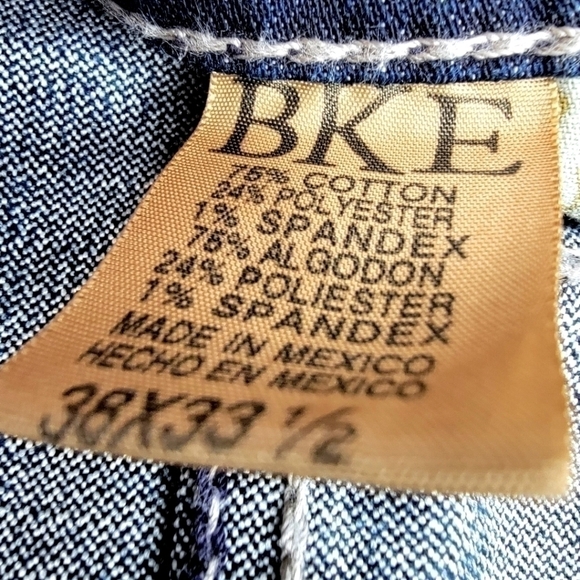 BKE
75% COTTON
24% POLYESTER
1% SPANDEX
75% ALGODON
24% POLIESTER
1% SPANDEX
MADE IN MEXICO
HECHO EN MEXICO
38X33 1/2